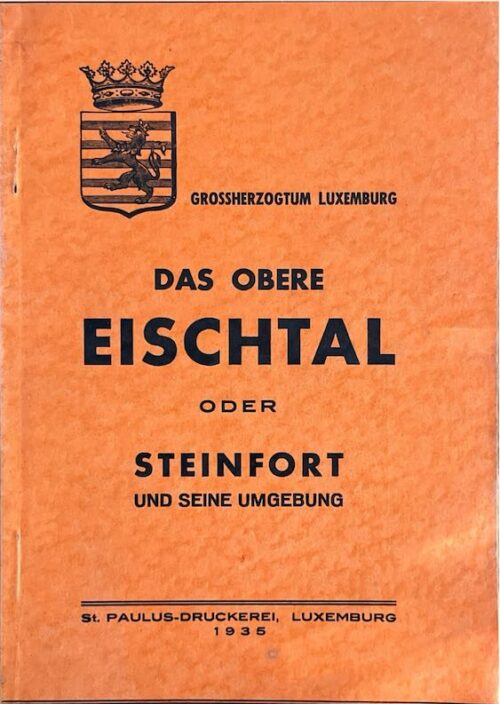 GROSSHERZOGTUM LUXEMBURG
DAS OBERE
EISCHTAL
ODER
STEINFORT
UND SEINE UMGEBUNG
St. PAULUS-DRUCKEREI, LUXEMBURG
1935